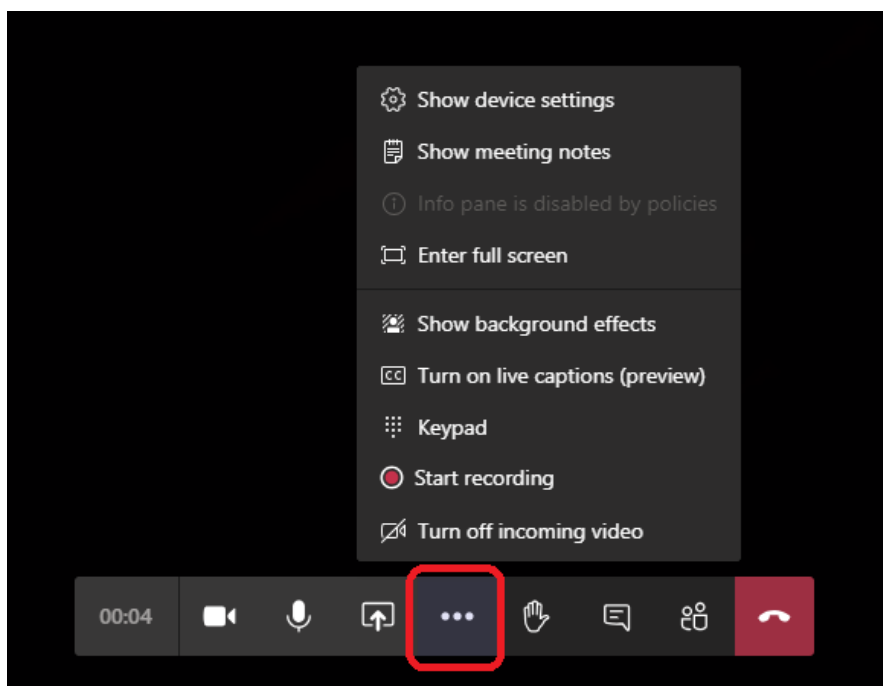 Show device settings
Show meeting notes
Info pane is disabled by policies
Enter full screen
Show background effects
CC Turn on live captions (preview)
Keypad
Start recording
Turn off incoming video
00:04